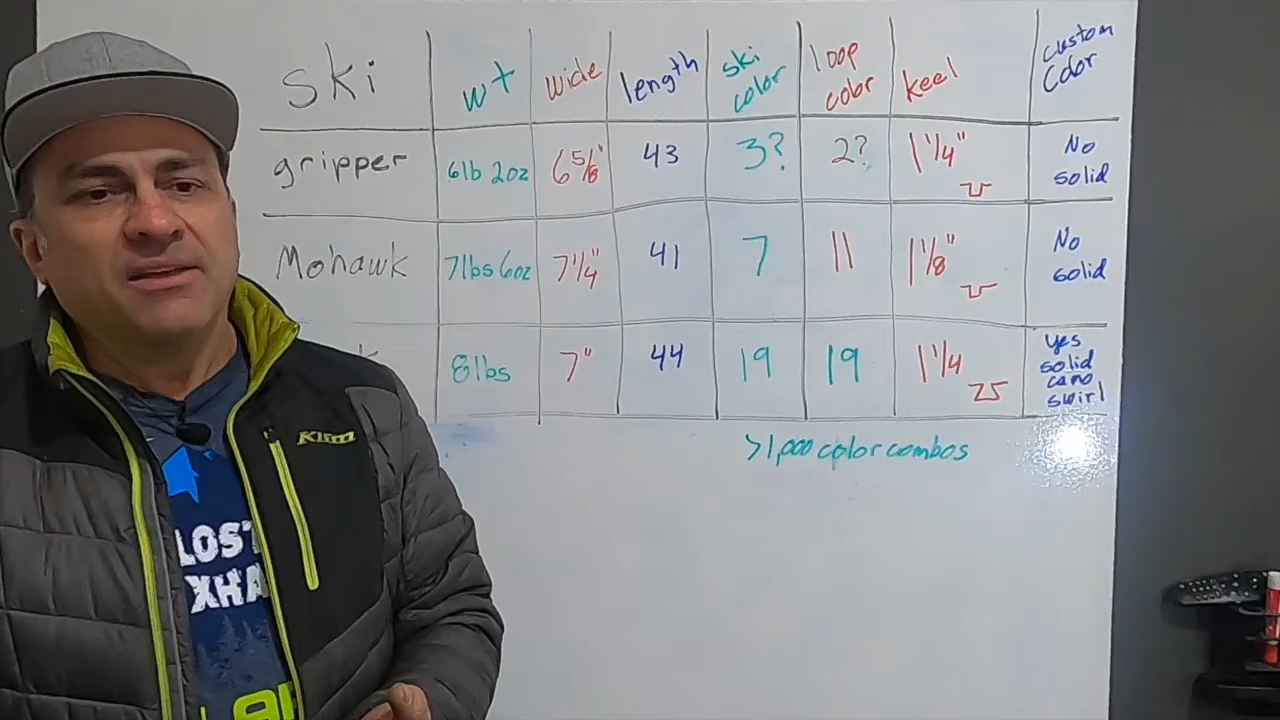 ski wt wide length ski color loop color keel custom color
gripper 6lb 2oz 6 5/8" 43 3? 2? 1 1/4" No solid
Mohawk 7lbs 6oz 7 1/4" 41 7 11 1 1/8" No solid
8lbs 7" 44 19 19 1 1/4 yes solid camo swirl
>1,000 color combos
Klim
LOST